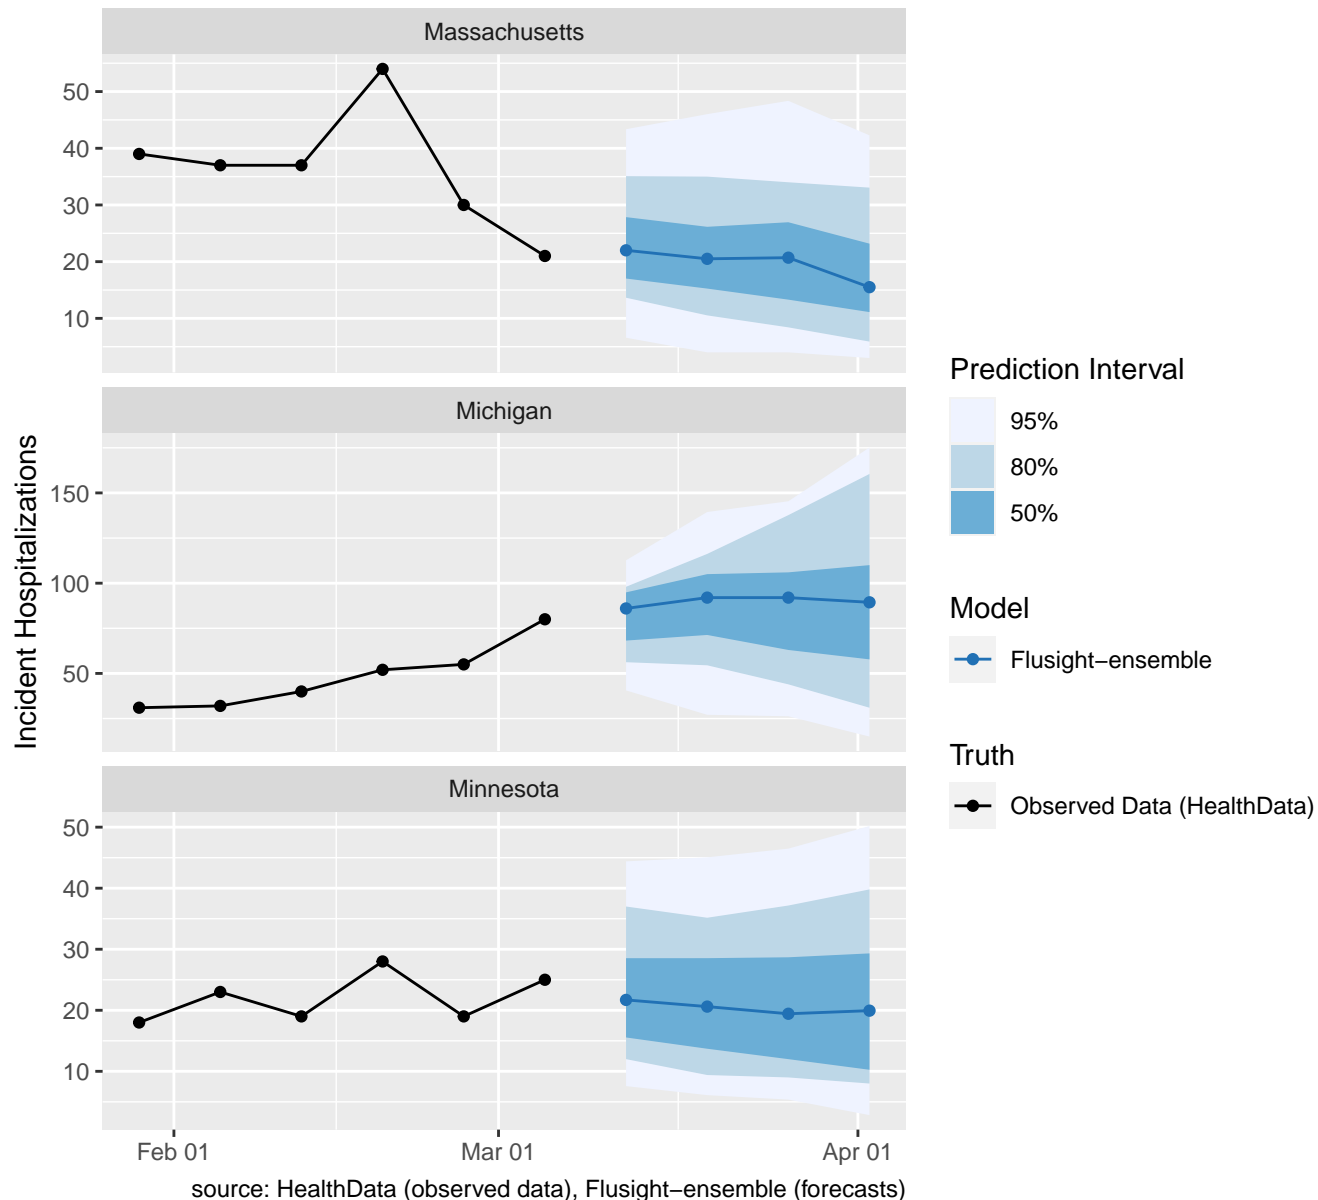 Massachusetts
50
40
30
20
10
Michigan
150
100
50
Minnesota
50
40
30
20
10
Feb 01
Mar 01
Apr 01
Incident Hospitalizations
source: HealthData (observed data), Flusight−ensemble (forecasts)
Prediction Interval
95%
80%
50%
Model
Flusight−ensemble
Truth
Observed Data (HealthData)